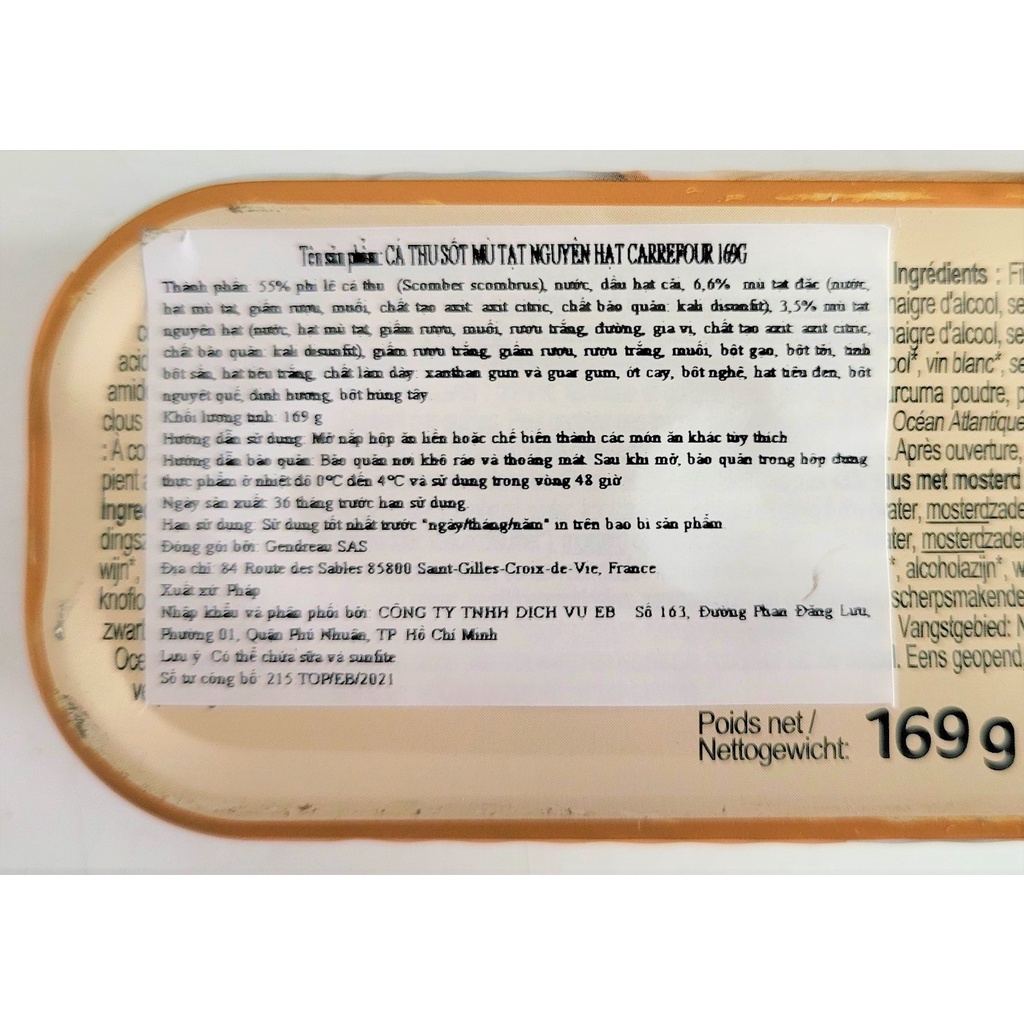 Tên sản phẩm: CÁ THU SỐT MÙ TẠT NGUYÊN HẠT CARREFOUR 169G
Thành phần: 55% phi lê cá thu (Scomber scombrus), nước, dầu hạt cải, 6,6% mù tạt đặc (nước,
hạt mù tạt, giấm rượu, muối, chất tạo axit: axit citric, chất bảo quản: kali disunfit), 3,5% mù tạt
nguyên hạt (nước, hạt mù tạt, giấm rượu, muối, rượu trắng, đường, gia vị, chất tạo axit: axit citric,
chất bảo quản: kali disunfit), giấm rượu trắng, giấm rượu, rượu trắng, muối, bột gạo, bột tỏi, tinh
bột sắn, hạt tiêu trắng, chất làm dày: xanthan gum và guar gum, ớt cay, bột nghệ, hạt tiêu đen, bột
nguyệt quế, đinh hương, bột húng tây
Khối lượng tịnh: 169 g
Hướng dẫn sử dụng: Mở nắp hộp ăn liền hoặc chế biến thành các món ăn khác tùy thích
Hướng dẫn bảo quản: Bảo quản nơi khô ráo và thoáng mát. Sau khi mở, bảo quản trong hộp đựng
thực phẩm ở nhiệt độ 0°C đến 4°C và sử dụng trong vòng 48 giờ
Ngày sản xuất: 36 tháng trước hạn sử dụng
Hạn sử dụng: Sử dụng tốt nhất trước "ngày/tháng/năm" in trên bao bì sản phẩm
Đóng gói bởi: Gendreau SAS
Địa chỉ: 84 Route des Sables 85800 Saint-Gilles-Croix-de-Vie, France
Xuất xứ: Pháp
Nhập khẩu và phân phối bởi: CÔNG TY TNHH DỊCH VỤ EB Số 163, Đường Phan Đăng Lưu,
Phường 01, Quận Phú Nhuận, TP Hồ Chí Minh
Lưu ý: Có thể chứa sữa và sunfite
Số tự công bố: 215 TOP/EB/2021
Ingrédients : Fil
naigre d'alcool, se
naigre d'alcool, se
ool*, vin blanc*, se
urcuma poudre, p
Océan Atlantique
. Après ouverture,
us met mosterd
ater, mosterdzade
ter, mosterdzade
*, alcoholazijn*, w
scherpsmakende
Vangstgebied: N
. Eens geopend
acid
amid
clous
: A co
pient
ingre
dings
wijn*,
knoflo
zwart
Oce
Poids net /
Nettogewicht: 169 g